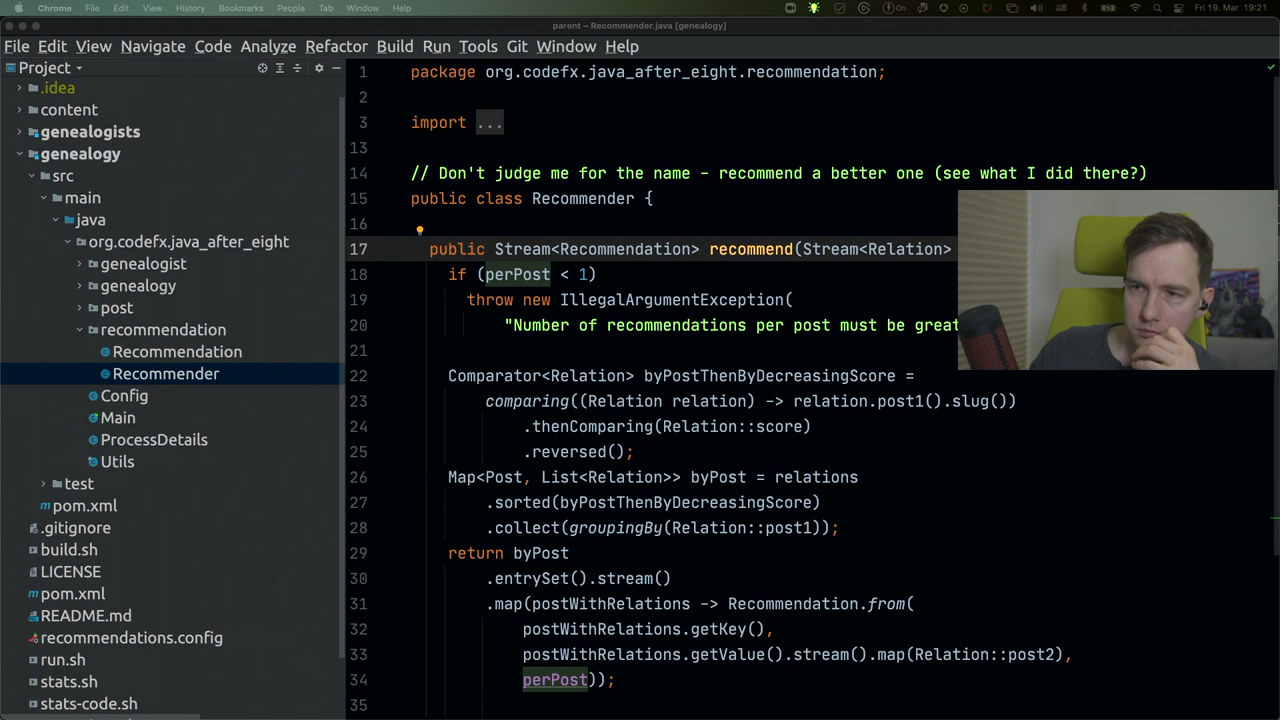 Chrome File Edit View History Bookmarks People Tab Window Help On Fri 19. Mar 19:21
parent – Recommender.java [genealogy]
File Edit View Navigate Code Analyze Refactor Build Run Tools Git Window Help
Project
.idea
content
genealogists
genealogy
src
main
java
org.codefx.java_after_eight
genealogist
genealogy
post
recommendation
Recommendation
Recommender
Config
Main
ProcessDetails
Utils
test
pom.xml
.gitignore
build.sh
LICENSE
pom.xml
README.md
recommendations.config
run.sh
stats.sh
stats-code.sh
1 package org.codefx.java_after_eight.recommendation;
2
3 import ...
13
14 // Don't judge me for the name - recommend a better one (see what I did there?)
15 public class Recommender {
16
17 public Stream<Recommendation> recommend(Stream<Relation>
18 if (perPost < 1)
19 throw new IllegalArgumentException(
20 "Number of recommendations per post must be great
21
22 Comparator<Relation> byPostThenByDecreasingScore =
23 comparing((Relation relation) -> relation.post1().slug())
24 .thenComparing(Relation::score)
25 .reversed();
26 Map<Post, List<Relation>> byPost = relations
27 .sorted(byPostThenByDecreasingScore)
28 .collect(groupingBy(Relation::post1));
29 return byPost
30 .entrySet().stream()
31 .map(postWithRelations -> Recommendation.from(
32 postWithRelations.getKey(),
33 postWithRelations.getValue().stream().map(Relation::post2),
34 perPost));
35